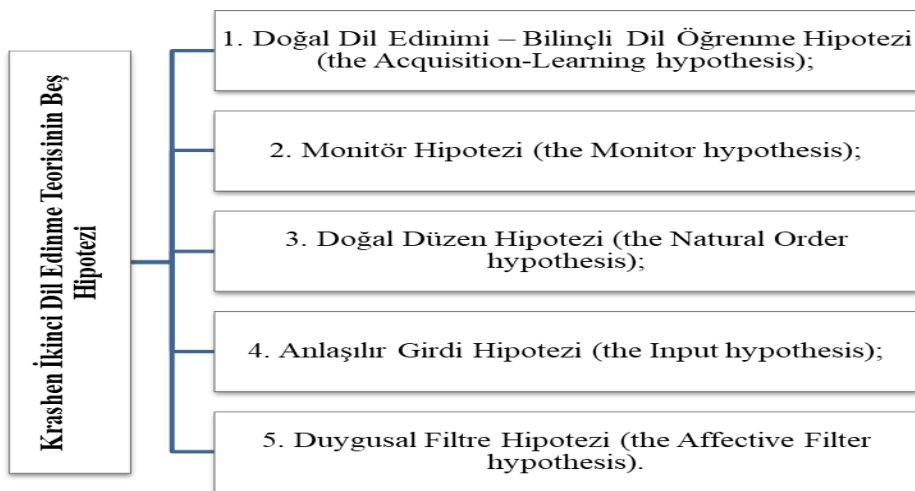 Krashen İkinci Dil Edinme Teorisinin Beş
Hipotezi
1. Doğal Dil Edinimi – Bilinçli Dil Öğrenme Hipotezi
(the Acquisition-Learning hypothesis);
2. Monitör Hipotezi (the Monitor hypothesis);
3. Doğal Düzen Hipotezi (the Natural Order
hypothesis);
4. Anlaşılır Girdi Hipotezi (the Input hypothesis);
5. Duygusal Filtre Hipotezi (the Affective Filter
hypothesis).